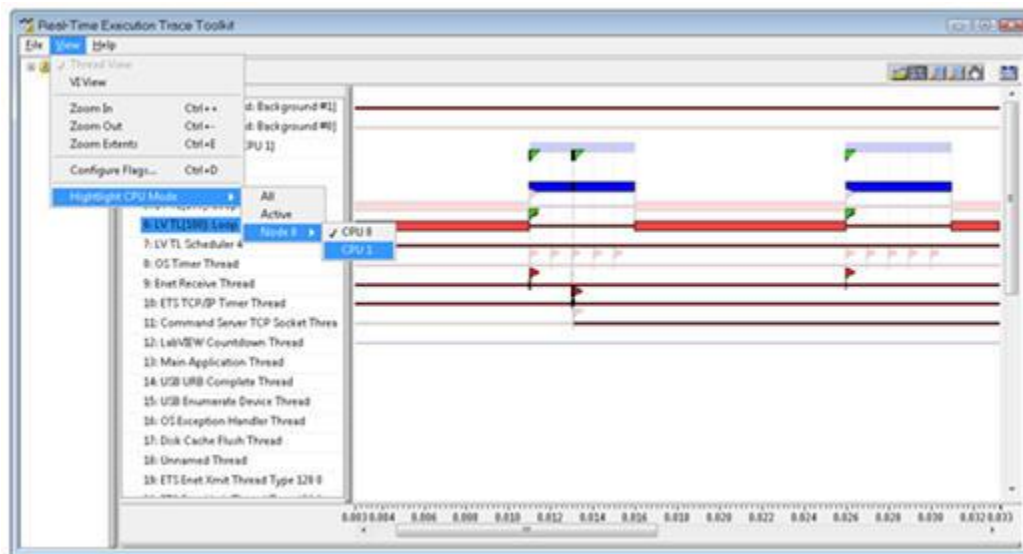 Real-Time Execution Trace Toolkit
File View Help
Thread View
VI View
Zoom In Ctrl++
Zoom Out Ctrl+-
Zoom Extents Ctrl+E
Configure Flags... Ctrl+D
Hightlight CPU Mode
All
Active
Node 0
CPU 0
CPU 1
d: Background #1]
d: Background #0]
CPU 1]
6: LV TL[100] Loop
7: LV TL Scheduler 4
8: OS Timer Thread
9: Enet Receive Thread
10: ETS TCP/IP Timer Thread
11: Command Server TCP Socket Threa
12: LabVIEW Countdown Thread
13: Main Application Thread
14: USB URB Complete Thread
15: USB Enumerate Device Thread
16: OS Exception Handler Thread
17: Disk Cache Flush Thread
18: Unnamed Thread
19: ETS Enet Xmit Thread Type 128 0
0.003 0.004 0.006 0.008 0.010 0.012 0.014 0.016 0.018 0.020 0.022 0.024 0.026 0.028 0.030 0.032 0.033